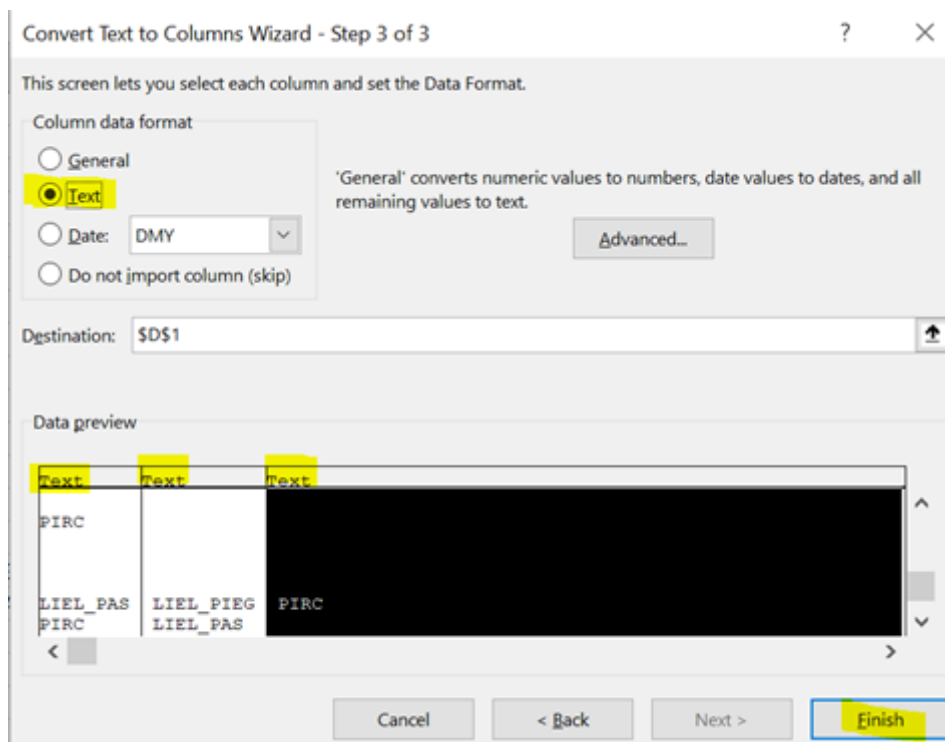 Convert Text to Columns Wizard - Step 3 of 3 ?
This screen lets you select each column and set the Data Format.
Column data format
General
Text
Date: DMY
Do not import column (skip)
'General' converts numeric values to numbers, date values to dates, and all
remaining values to text.
Advanced...
Destination: $D$1
Data preview
Text Text Text
PIRC
LIEL_PAS LIEL_PIEG PIRC
PIRC LIEL_PAS
Cancel < Back Next > Finish